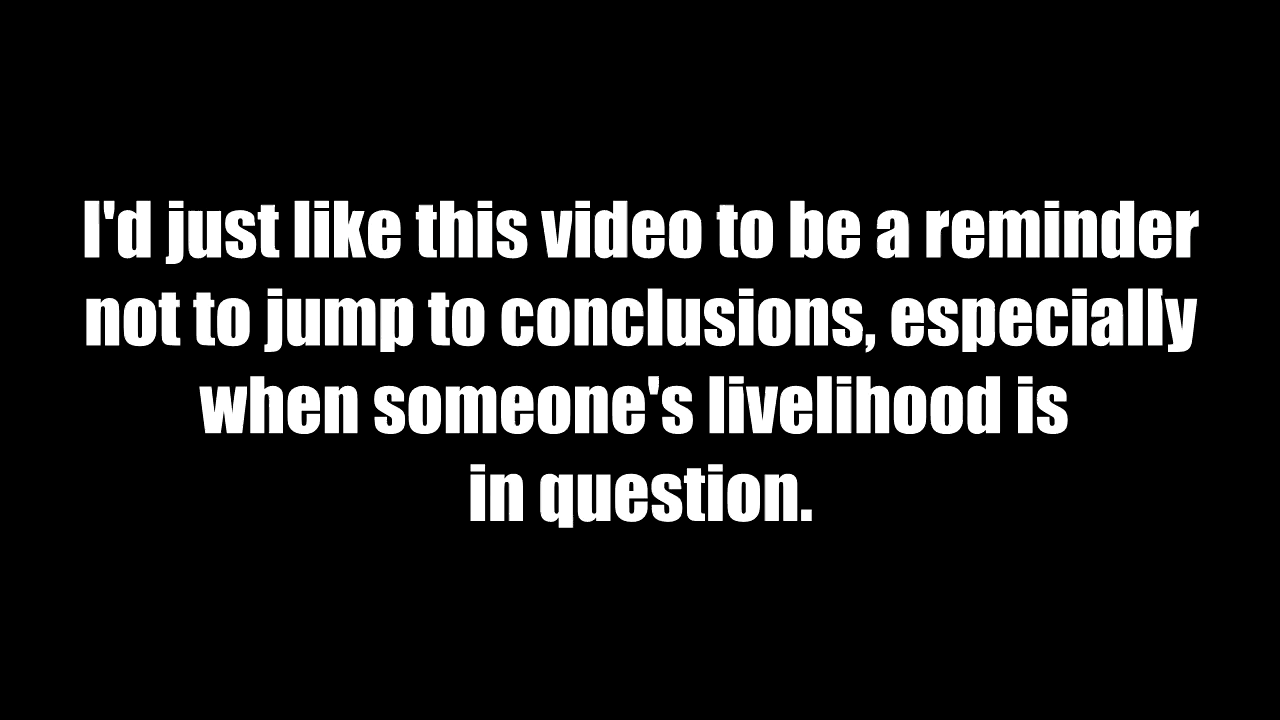 I'd just like this video to be a reminder
not to jump to conclusions, especially
when someone's livelihood is
in question.